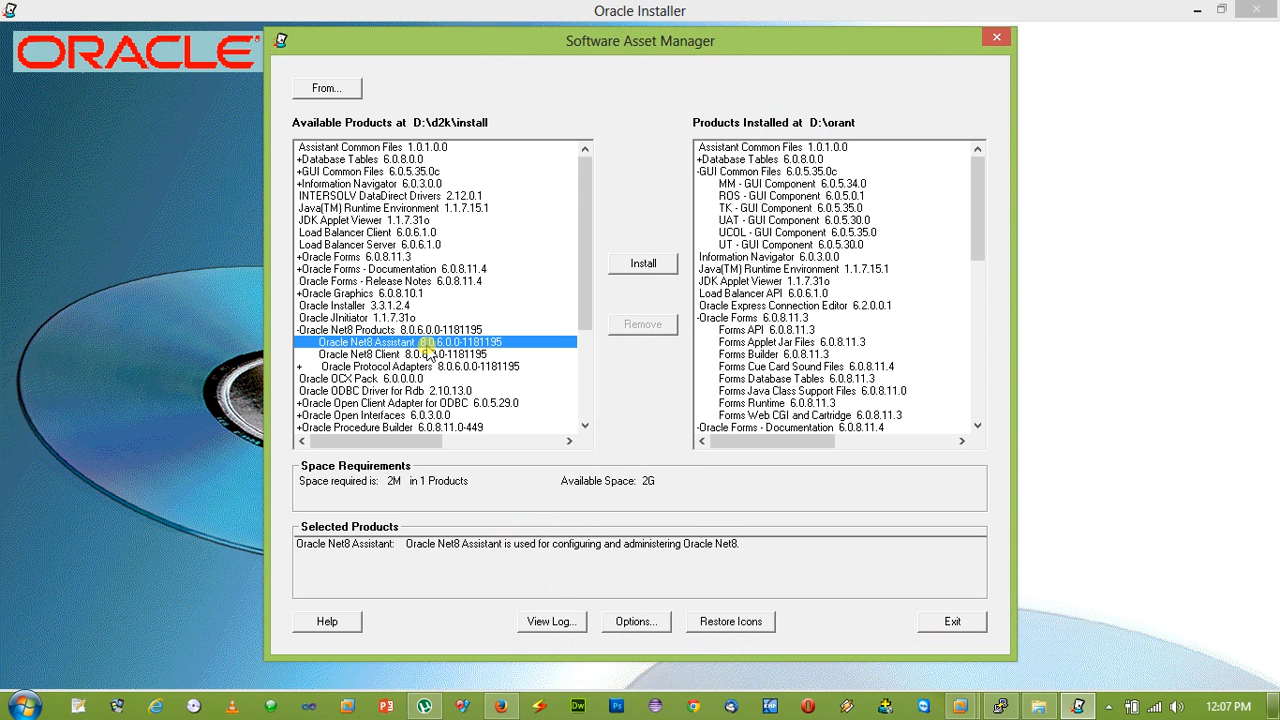 Oracle Installer
ORACLE®
Software Asset Manager
From...
Available Products at D:\d2k\install
Assistant Common Files 1.0.1.0.0
+Database Tables 6.0.8.0.0
+GUI Common Files 6.0.5.35.0c
+Information Navigator 6.0.3.0.0
INTERSOLV DataDirect Drivers 2.12.0.1
Java(TM) Runtime Environment 1.1.7.15.1
JDK Applet Viewer 1.1.7.31o
Load Balancer Client 6.0.6.1.0
Load Balancer Server 6.0.6.1.0
+Oracle Forms 6.0.8.11.3
+Oracle Forms - Documentation 6.0.8.11.4
Oracle Forms - Release Notes 6.0.8.11.4
+Oracle Graphics 6.0.8.10.1
Oracle Installer 3.3.1.2.4
Oracle JInitiator 1.1.7.31o
-Oracle Net8 Products 8.0.6.0.0-1181195
Oracle Net8 Assistant 8.0.6.0.0-1181195
Oracle Net8 Client 8.0.6.0.0-1181195
+ Oracle Protocol Adapters 8.0.6.0.0-1181195
Oracle OCX Pack 6.0.0.0.0
Oracle ODBC Driver for Rdb 2.10.13.0
+Oracle Open Client Adapter for ODBC 6.0.5.29.0
+Oracle Open Interfaces 6.0.3.0.0
+Oracle Procedure Builder 6.0.8.11.0-449
Install
Remove
Products Installed at D:\orant
Assistant Common Files 1.0.1.0.0
+Database Tables 6.0.8.0.0
-GUI Common Files 6.0.5.35.0c
MM - GUI Component 6.0.5.34.0
ROS - GUI Component 6.0.5.0.1
TK - GUI Component 6.0.5.35.0
UAT - GUI Component 6.0.5.30.0
UCOL - GUI Component 6.0.5.35.0
UT - GUI Component 6.0.5.30.0
Information Navigator 6.0.3.0.0
Java(TM) Runtime Environment 1.1.7.15.1
JDK Applet Viewer 1.1.7.31o
Load Balancer API 6.0.6.1.0
Oracle Express Connection Editor 6.2.0.0.1
-Oracle Forms 6.0.8.11.3
Forms API 6.0.8.11.3
Forms Applet Jar Files 6.0.8.11.3
Forms Builder 6.0.8.11.3
Forms Cue Card Sound Files 6.0.8.11.4
Forms Database Tables 6.0.8.11.3
Forms Java Class Support Files 6.0.8.11.0
Forms Runtime 6.0.8.11.3
Forms Web CGI and Cartridge 6.0.8.11.3
-Oracle Forms - Documentation 6.0.8.11.4
Space Requirements
Space required is: 2M in 1 Products Available Space: 2G
Selected Products
Oracle Net8 Assistant: Oracle Net8 Assistant is used for configuring and administering Oracle Net8.
Help
View Log...
Options...
Restore Icons
Exit
12:07 PM